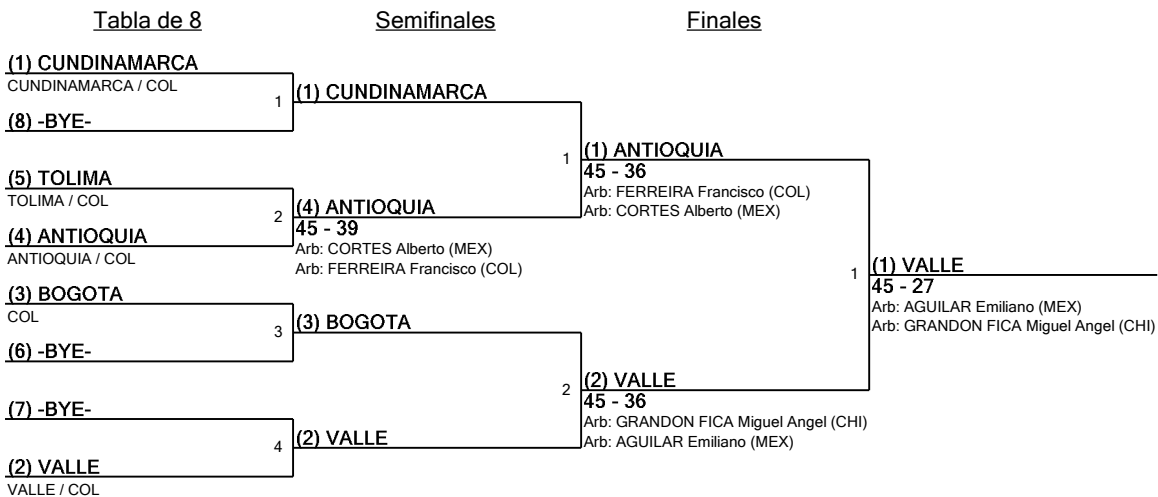 Tabla de 8
Semifinales
Finales
(1) CUNDINAMARCA
CUNDINAMARCA / COL
1
(8) -BYE-
(5) TOLIMA
TOLIMA / COL
2
(4) ANTIOQUIA
ANTIOQUIA / COL
(3) BOGOTA
COL
3
(6) -BYE-
(7) -BYE-
4
(2) VALLE
VALLE / COL
(1) CUNDINAMARCA
1
(4) ANTIOQUIA
45 - 39
Arb: CORTES Alberto (MEX)
Arb: FERREIRA Francisco (COL)
(3) BOGOTA
2
(2) VALLE
(1) ANTIOQUIA
45 - 36
Arb: FERREIRA Francisco (COL)
Arb: CORTES Alberto (MEX)
1
(2) VALLE
45 - 36
Arb: GRANDON FICA Miguel Angel (CHI)
Arb: AGUILAR Emiliano (MEX)
(1) VALLE
45 - 27
Arb: AGUILAR Emiliano (MEX)
Arb: GRANDON FICA Miguel Angel (CHI)